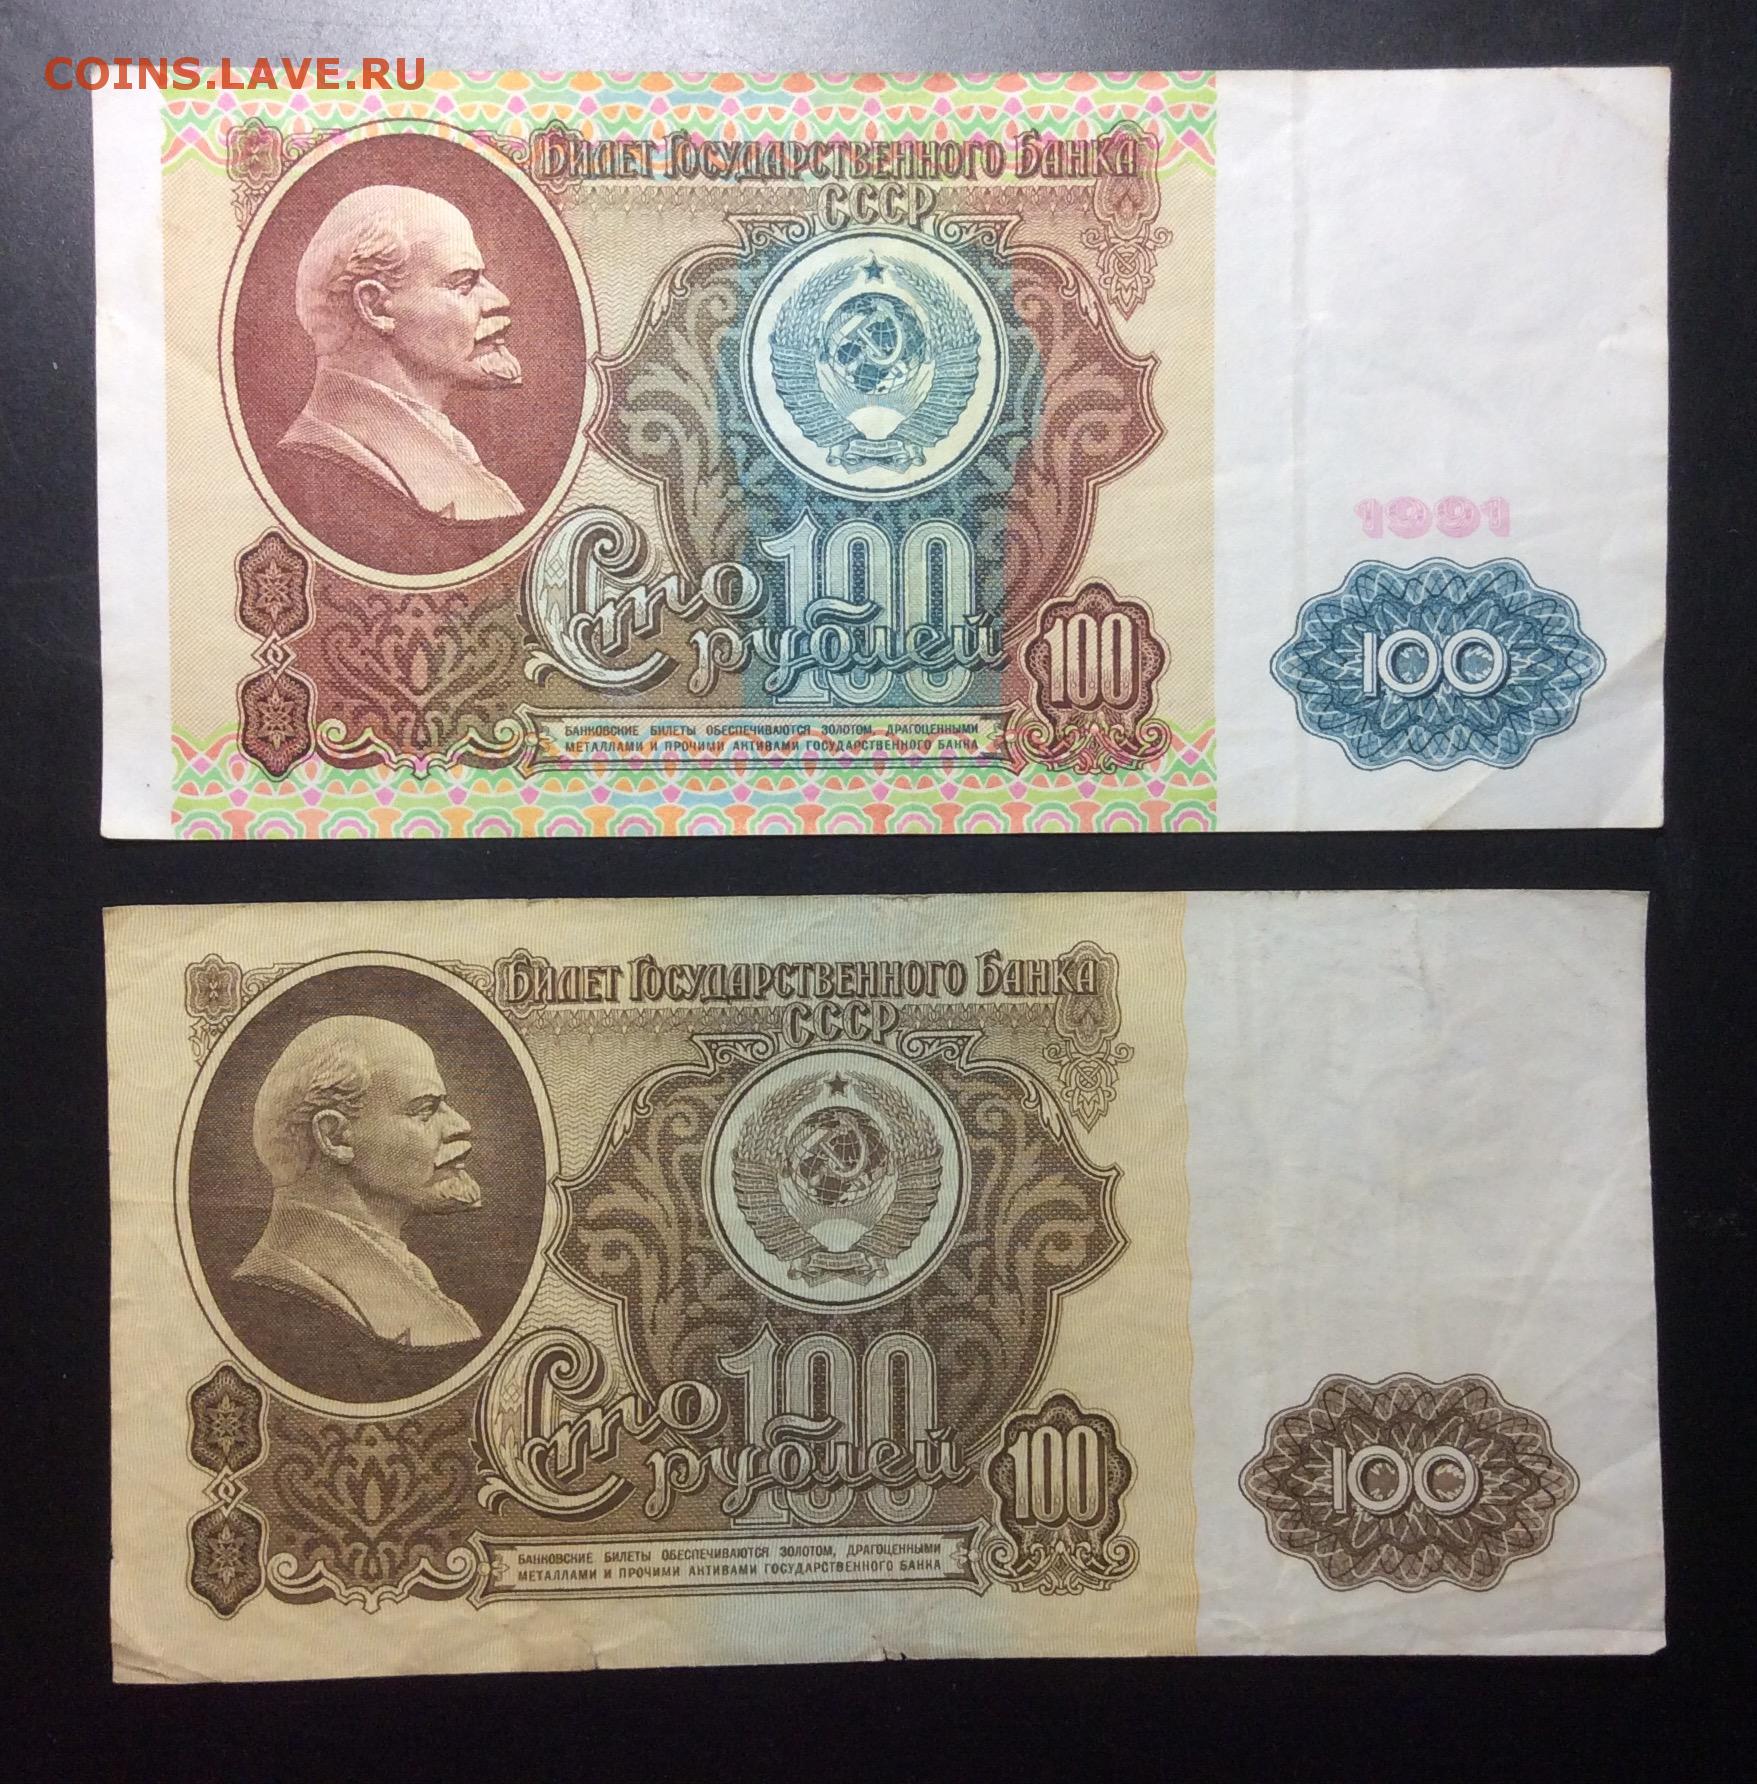 COINS.LAVE.RU
БИЛЕТ ГОСУДАРСТВЕННОГО БАНКА
СССР
1991
100
Сто
рублей
100
100
БАНКОВСКИЕ БИЛЕТЫ ОБЕСПЕЧИВАЮТСЯ ЗОЛОТОМ, ДРАГОЦЕННЫМИ
МЕТАЛЛАМИ И ПРОЧИМИ АКТИВАМИ ГОСУДАРСТВЕННОГО БАНКА
БИЛЕТ ГОСУДАРСТВЕННОГО БАНКА
СССР
100
Сто
рублей
100
100
БАНКОВСКИЕ БИЛЕТЫ ОБЕСПЕЧИВАЮТСЯ ЗОЛОТОМ, ДРАГОЦЕННЫМИ
МЕТАЛЛАМИ И ПРОЧИМИ АКТИВАМИ ГОСУДАРСТВЕННОГО БАНКА